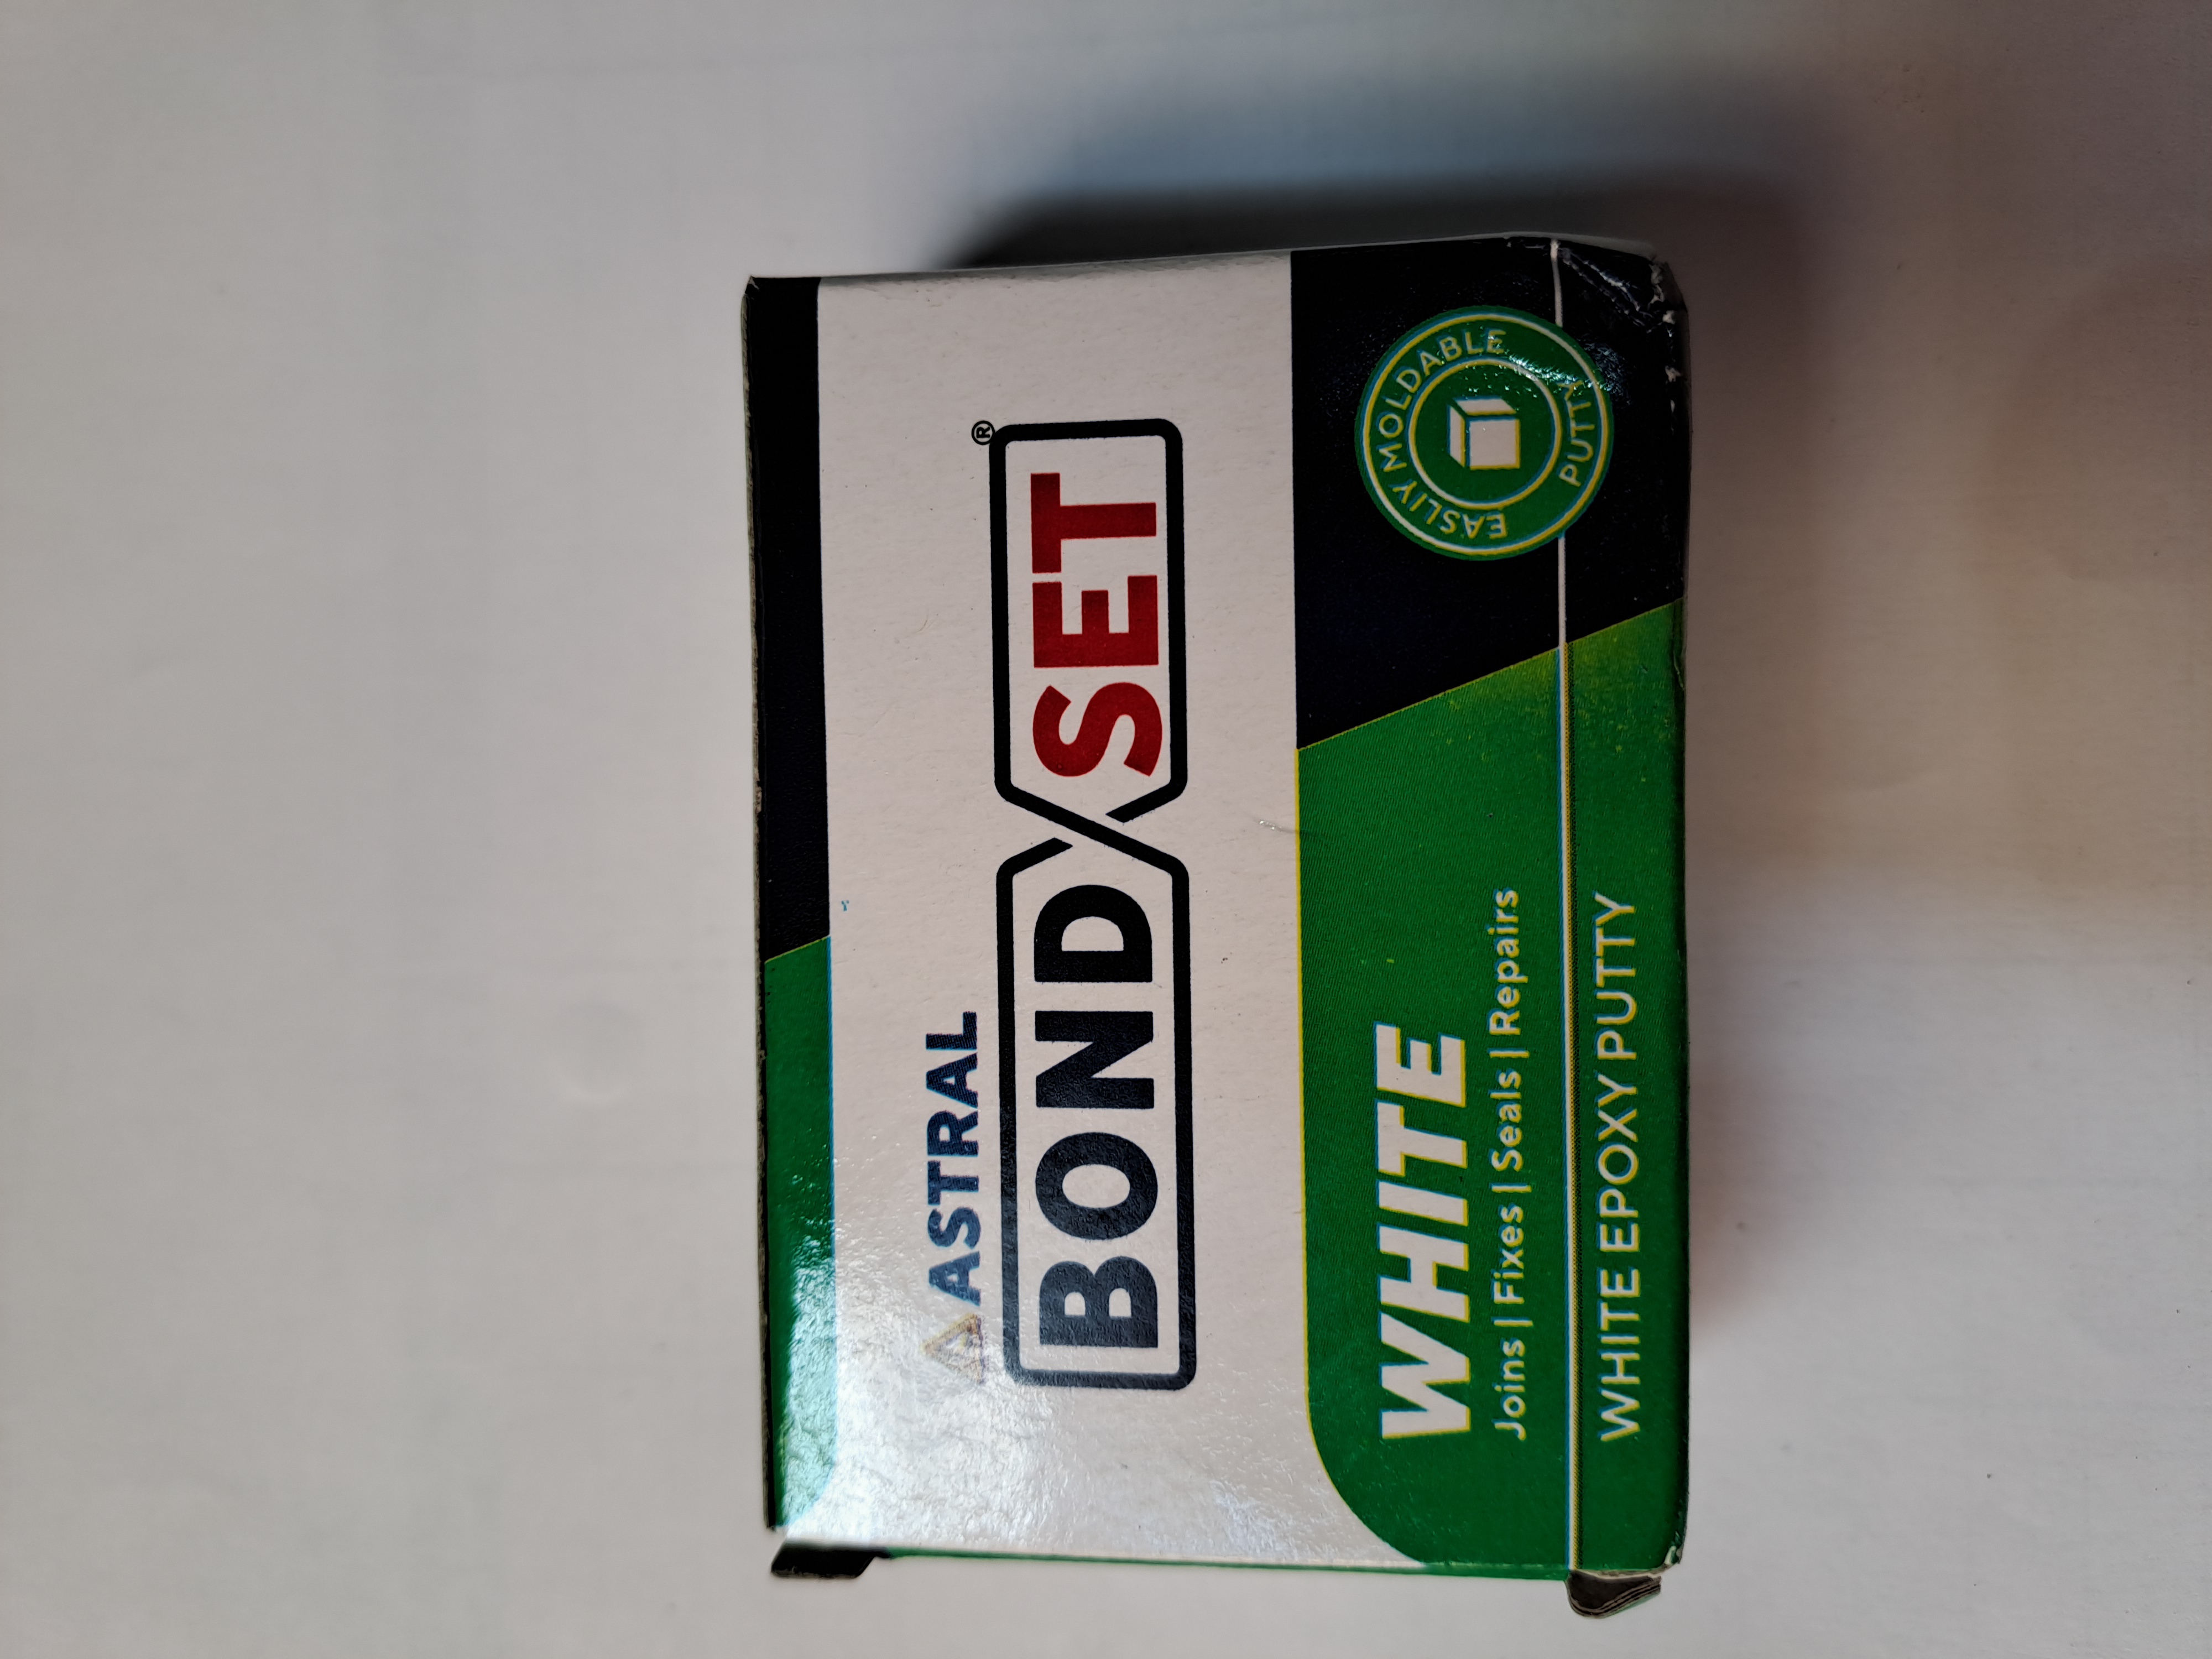 ASTRAL
BOND SET®
WHITE
Joins | Fixes | Seals | Repairs
WHITE EPOXY PUTTY
EASLIY MOLDABLE
PUTTY